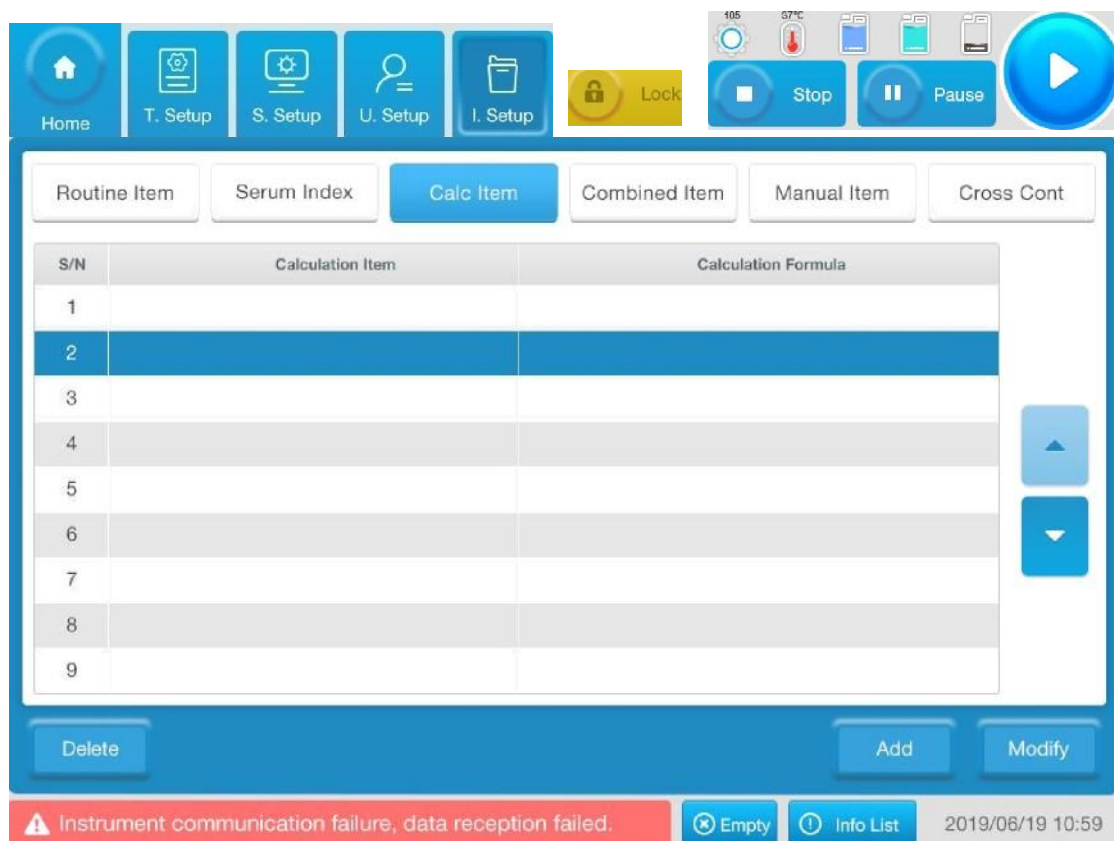 105 37°C
Home T. Setup S. Setup U. Setup I. Setup Lock Stop Pause
Routine Item Serum Index Calc Item Combined Item Manual Item Cross Cont
S/N Calculation Item Calculation Formula
1
2
3
4
5
6
7
8
9
Delete Add Modify
Instrument communication failure, data reception failed. Empty Info List 2019/06/19 10:59